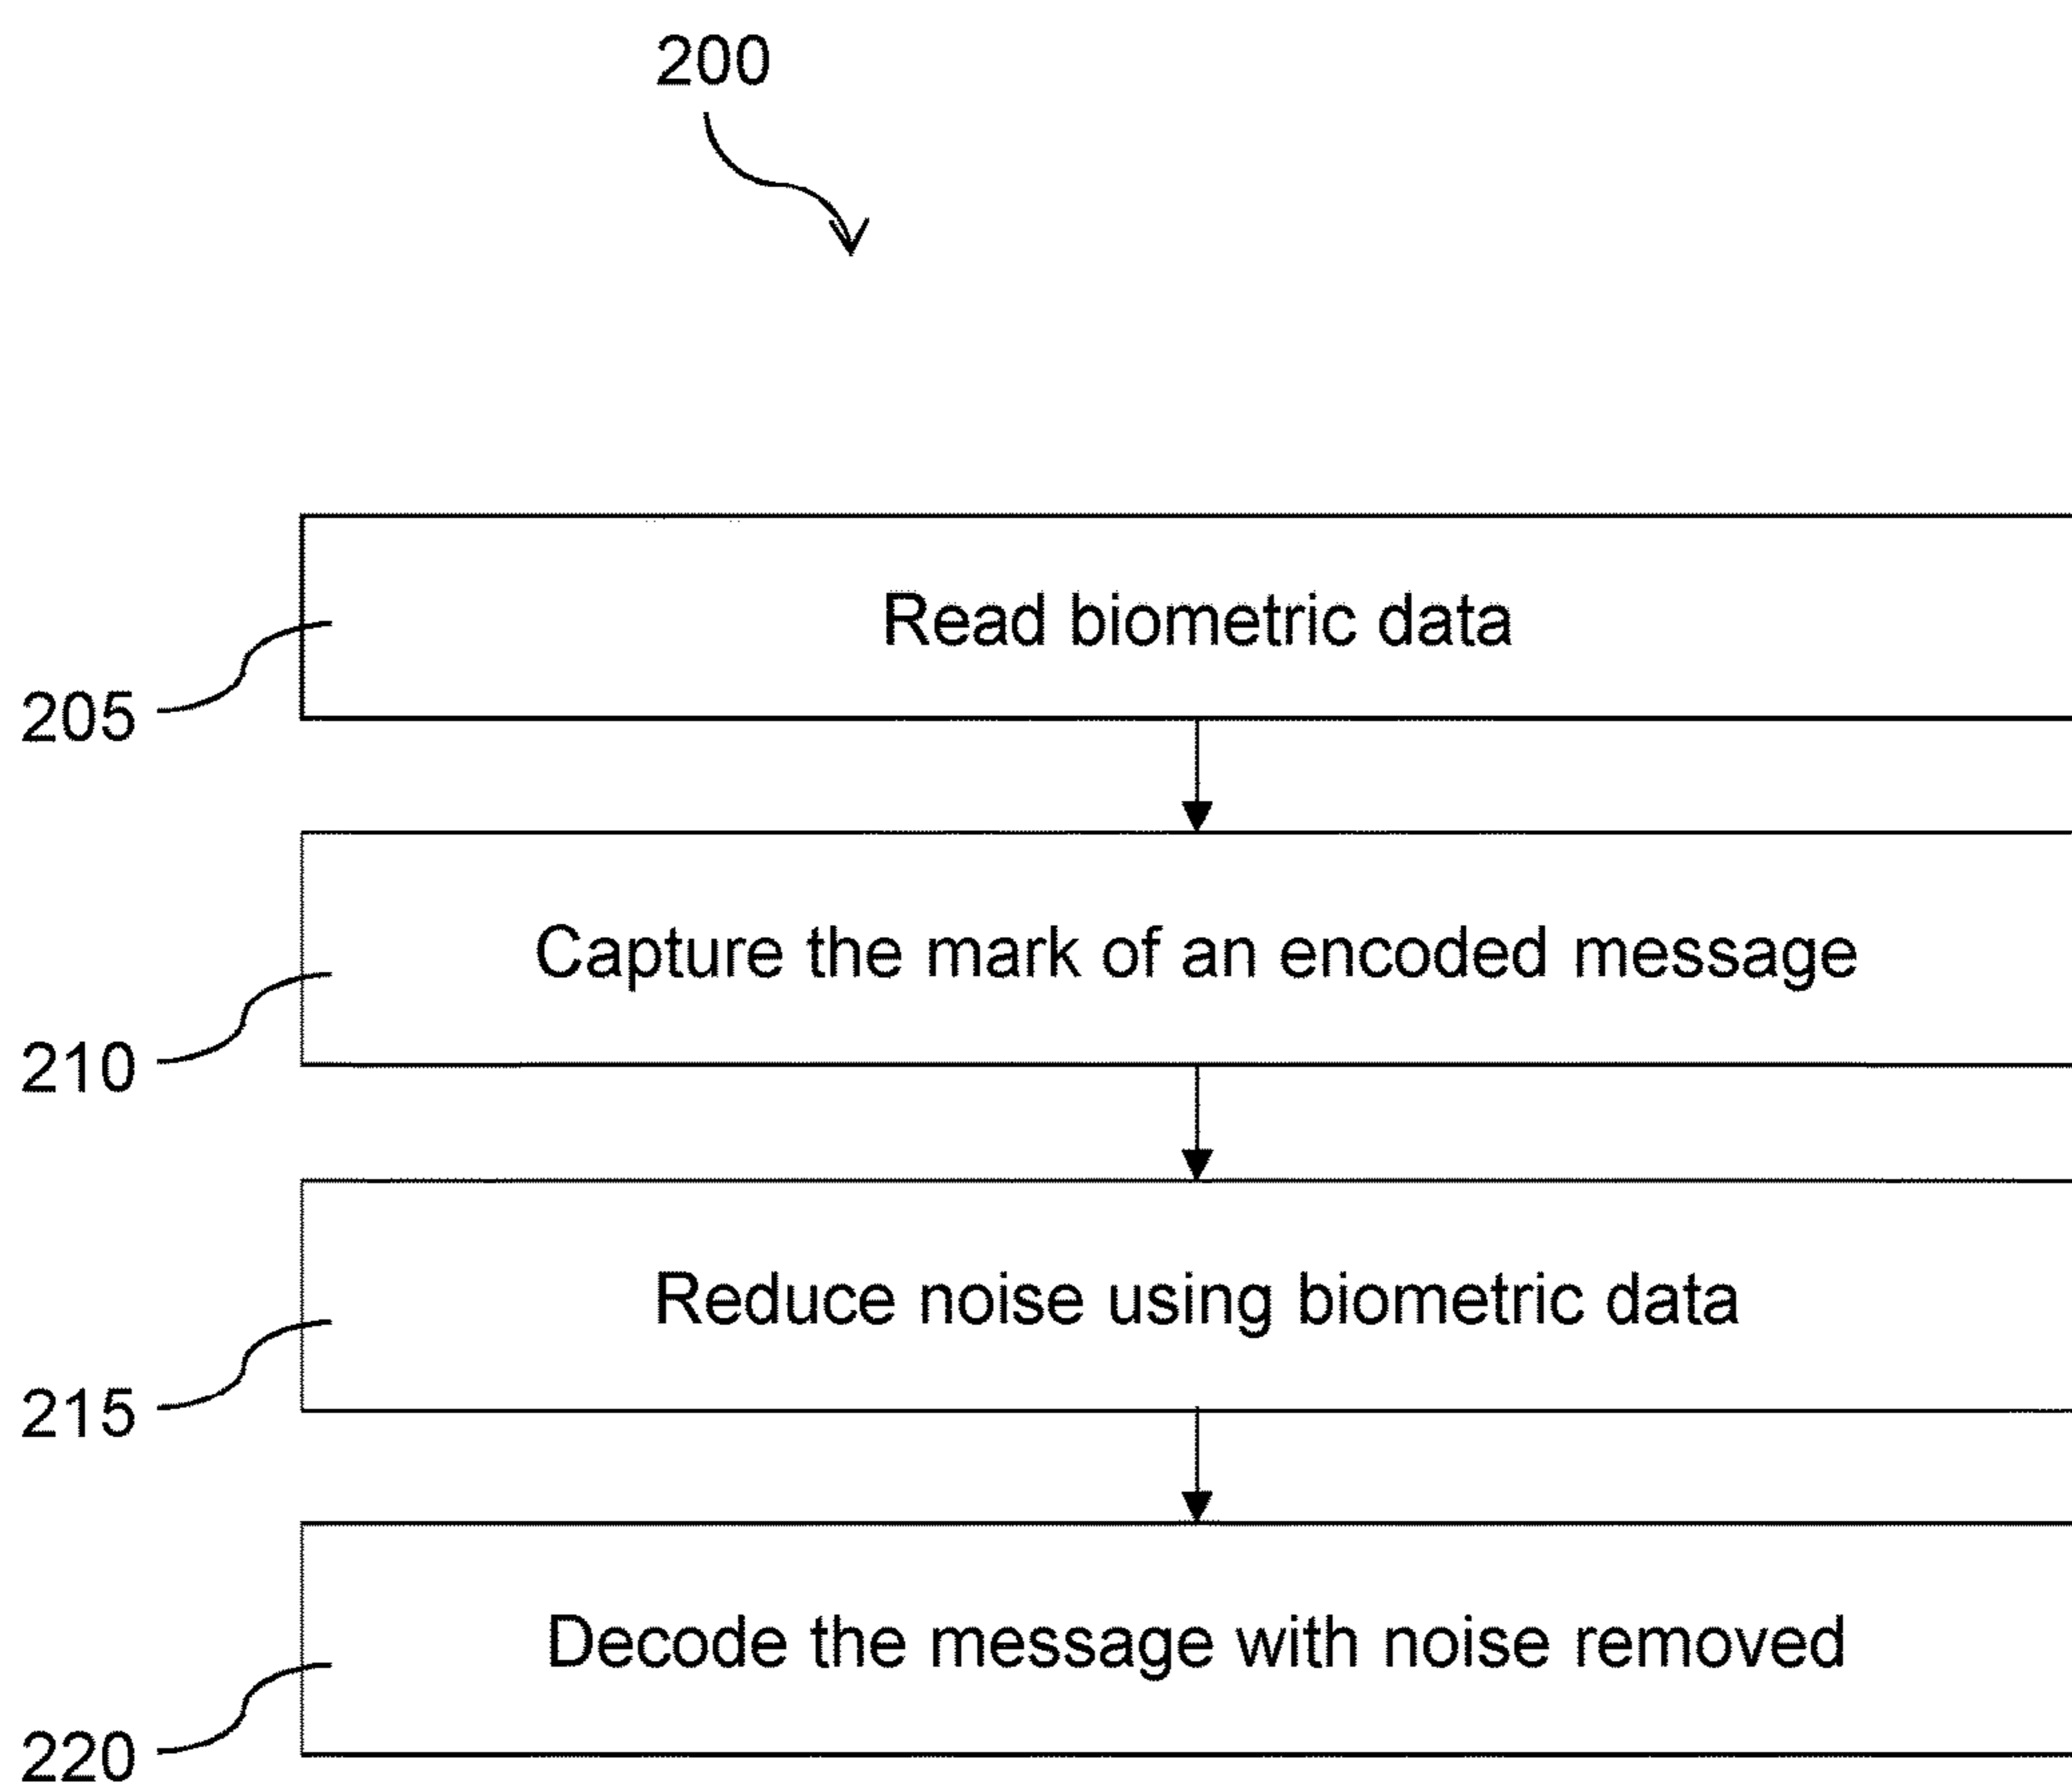 200
Read biometric data
205
Capture the mark of an encoded message
210
Reduce noise using biometric data
215
Decode the message with noise removed
220